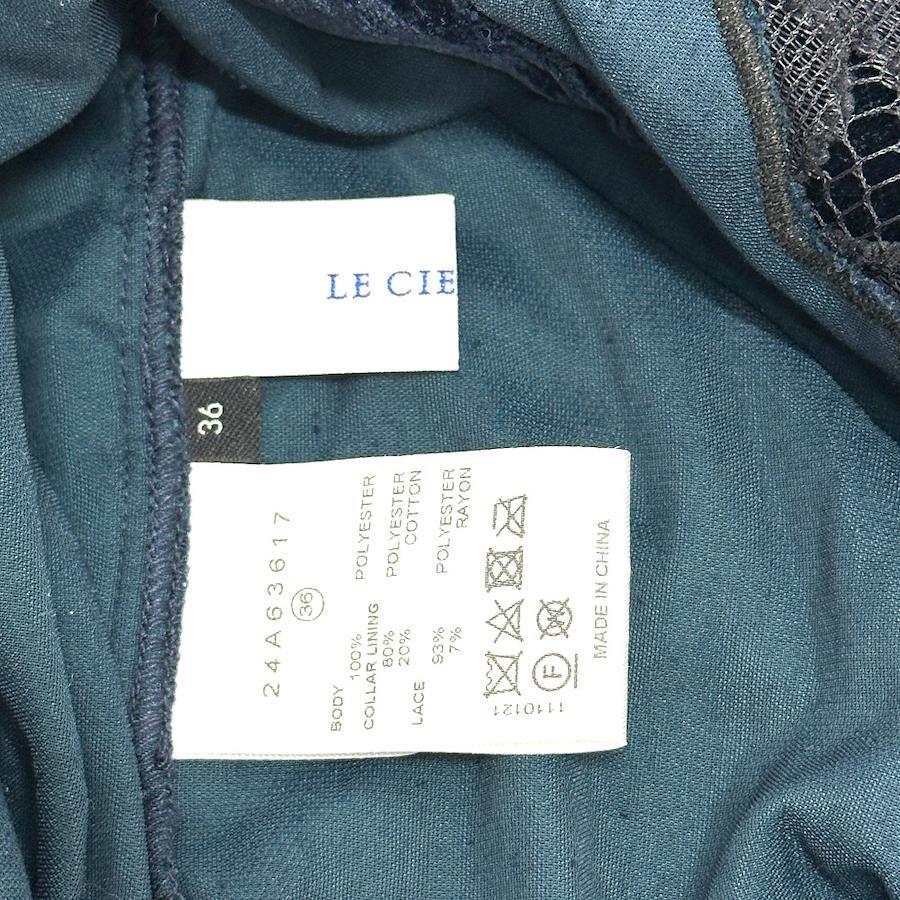 LE CIE
36
24A63617
36
BODY
100% POLYESTER
COLLAR LINING
80% POLYESTER
20% COTTON
LACE
93% POLYESTER
7% RAYON
F
1110121
MADE IN CHINA